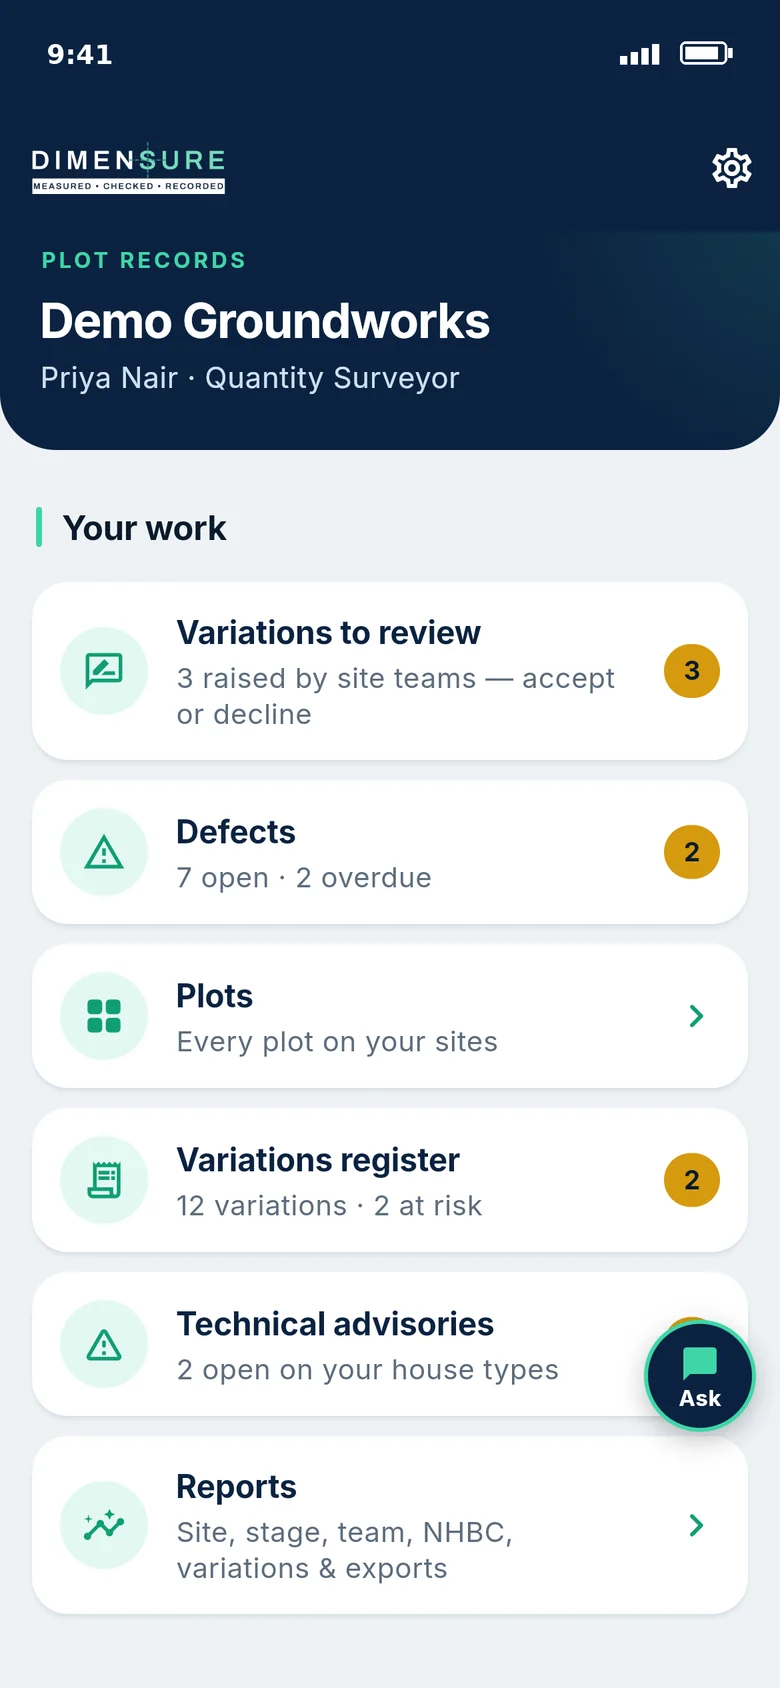 9:41
DIMENSURE
MEASURED • CHECKED • RECORDED
PLOT RECORDS
Demo Groundworks
Priya Nair · Quantity Surveyor
Your work
Variations to review
3 raised by site teams — accept
or decline
3
Defects
7 open · 2 overdue
2
Plots
Every plot on your sites
Variations register
12 variations · 2 at risk
2
Technical advisories
2 open on your house types
Ask
Reports
Site, stage, team, NHBC,
variations & exports